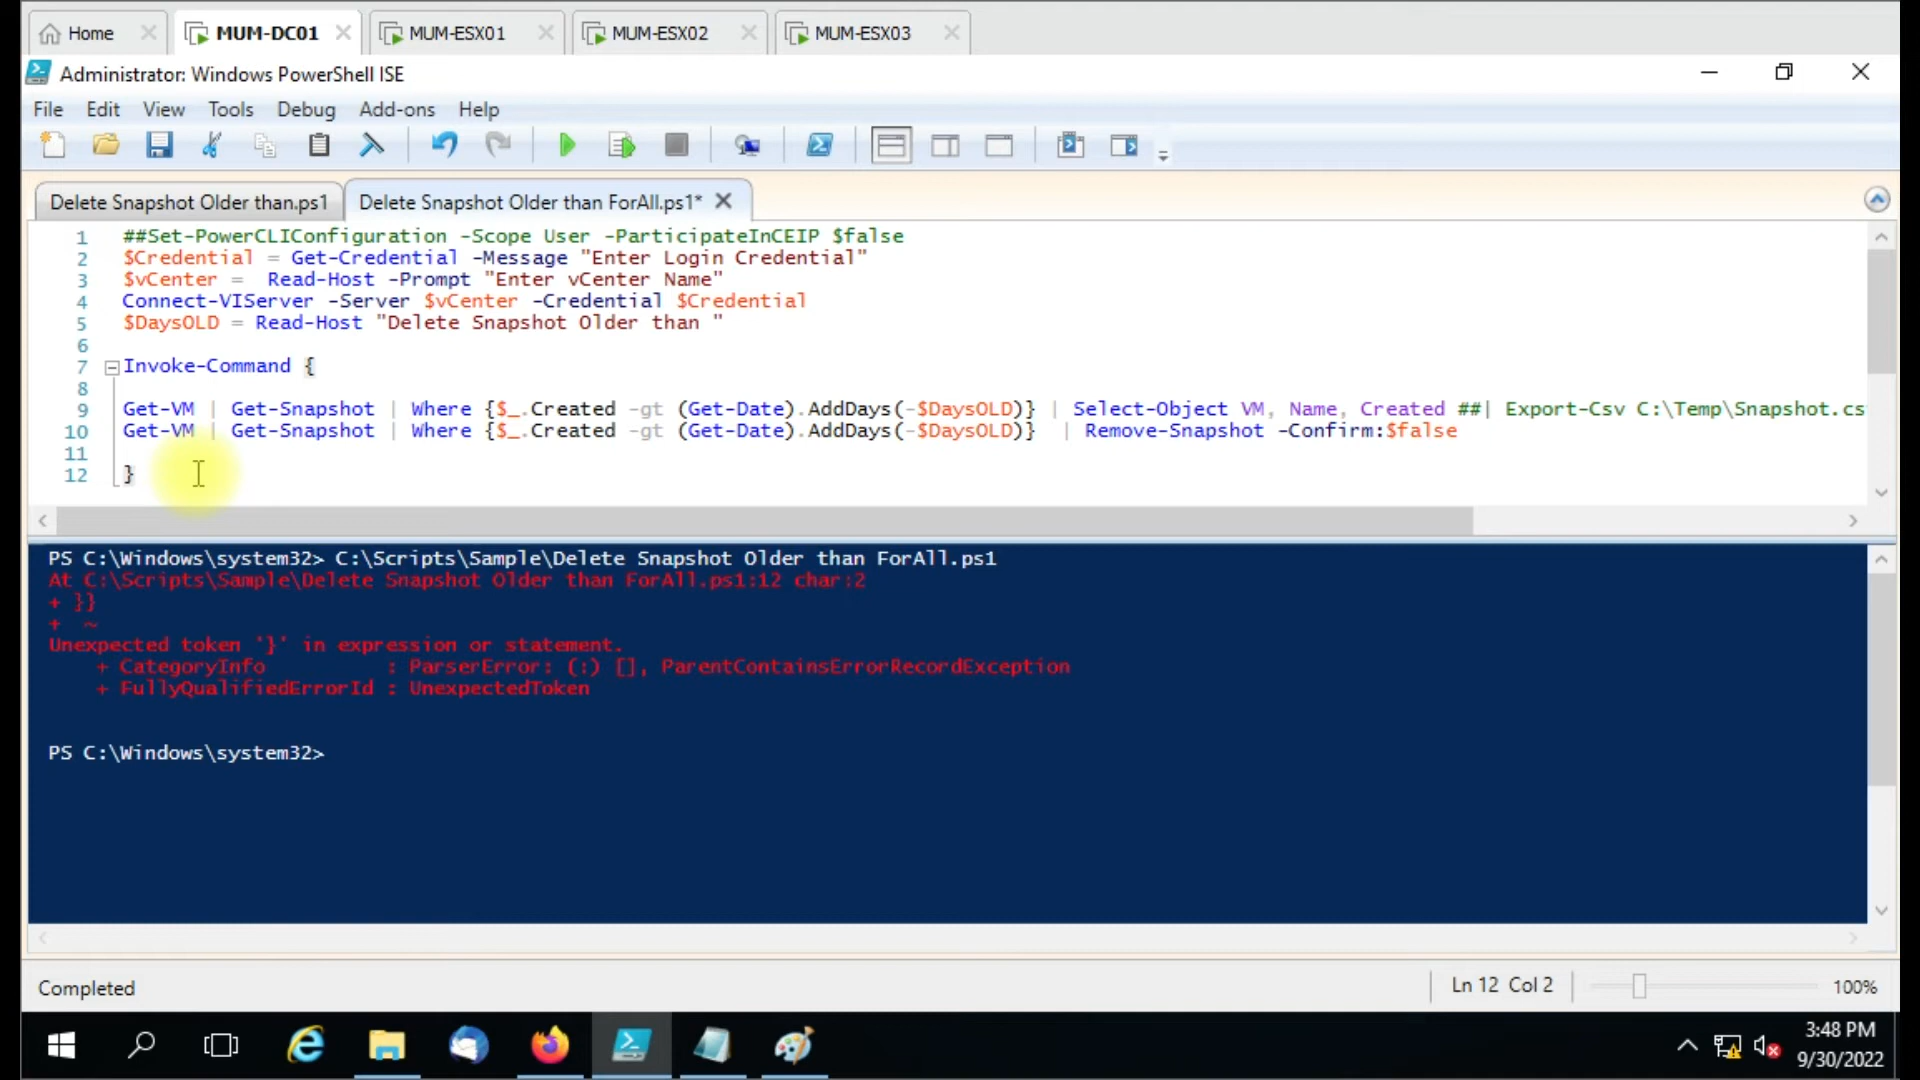 Home MUM-DC01 MUM-ESX01 MUM-ESX02 MUM-ESX03
Administrator: Windows PowerShell ISE
File Edit View Tools Debug Add-ons Help
Delete Snapshot Older than.ps1 Delete Snapshot Older than ForAll.ps1*
1 ##Set-PowerCLIConfiguration -Scope User -ParticipateInCEIP $false
2 $Credential = Get-Credential -Message "Enter Login Credential"
3 $vCenter =  Read-Host -Prompt "Enter vCenter Name"
4 Connect-VIServer -Server $vCenter -Credential $Credential
5 $DaysOLD = Read-Host "Delete Snapshot Older than "
6
7 Invoke-Command {
8
9 Get-VM | Get-Snapshot | Where {$_.Created -gt (Get-Date).AddDays(-$DaysOLD)} | Select-Object VM, Name, Created ##| Export-Csv C:\Temp\Snapshot.cs
10 Get-VM | Get-Snapshot | Where {$_.Created -gt (Get-Date).AddDays(-$DaysOLD)}  | Remove-Snapshot -Confirm:$false
11
12 }
PS C:\Windows\system32> C:\Scripts\Sample\Delete Snapshot Older than ForAll.ps1
At C:\Scripts\Sample\Delete Snapshot Older than ForAll.ps1:12 char:2
+ }}
+  ~
Unexpected token '}' in expression or statement.
    + CategoryInfo          : ParserError: (:) [], ParentContainsErrorRecordException
    + FullyQualifiedErrorId : UnexpectedToken
PS C:\Windows\system32>
Completed Ln 12 Col 2 100%
3:48 PM
9/30/2022